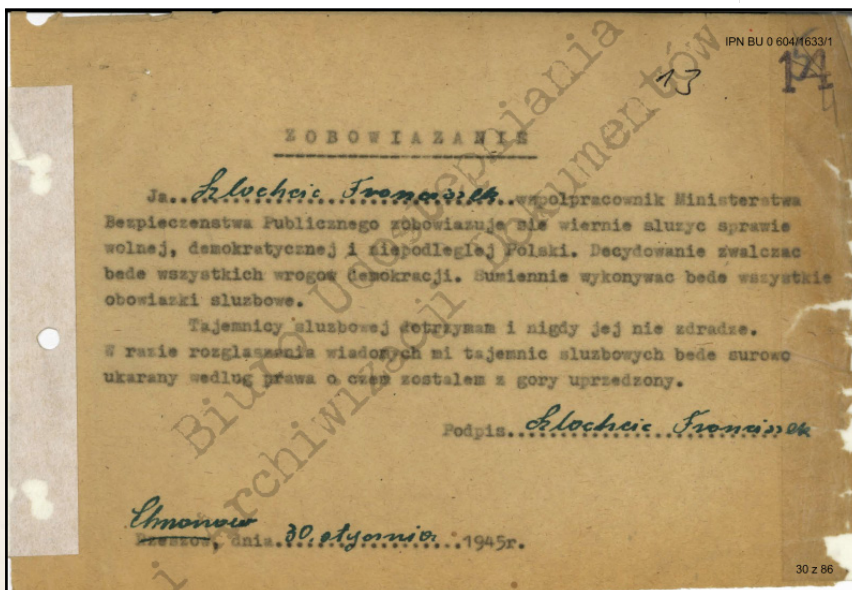 IPN BU 0 604/1633/1
13
14
ZOBOWIAZANIE
Ja..Szlachcic Franciszek..wspolpracownik Ministerstwa
Bezpieczenstwa Publicznego zobowiazuje sie wiernie sluzyc sprawie
wolnej, demokratycznej i niepodleglej Polski. Decydowanie zwalczac
bede wszystkich wrogow demokracji. Sumiennie wykonywac bede wszystkie
obowiazki sluzbowe.
Tajemnicy sluzbowej dotrzymam i nigdy jej nie zdradze.
W razie rozglaszenia wiadomych mi tajemnic sluzbowych bede surowo
ukarany wedlug prawa o czem zostalem z gory uprzedzony.
Podpis..Szlachcic Franciszek
Chrzanow
Rzeszow, dnia.30 stycznia.1945r.
Biuro Udostępniania
i Archiwizacji Dokumentów
30 z 86